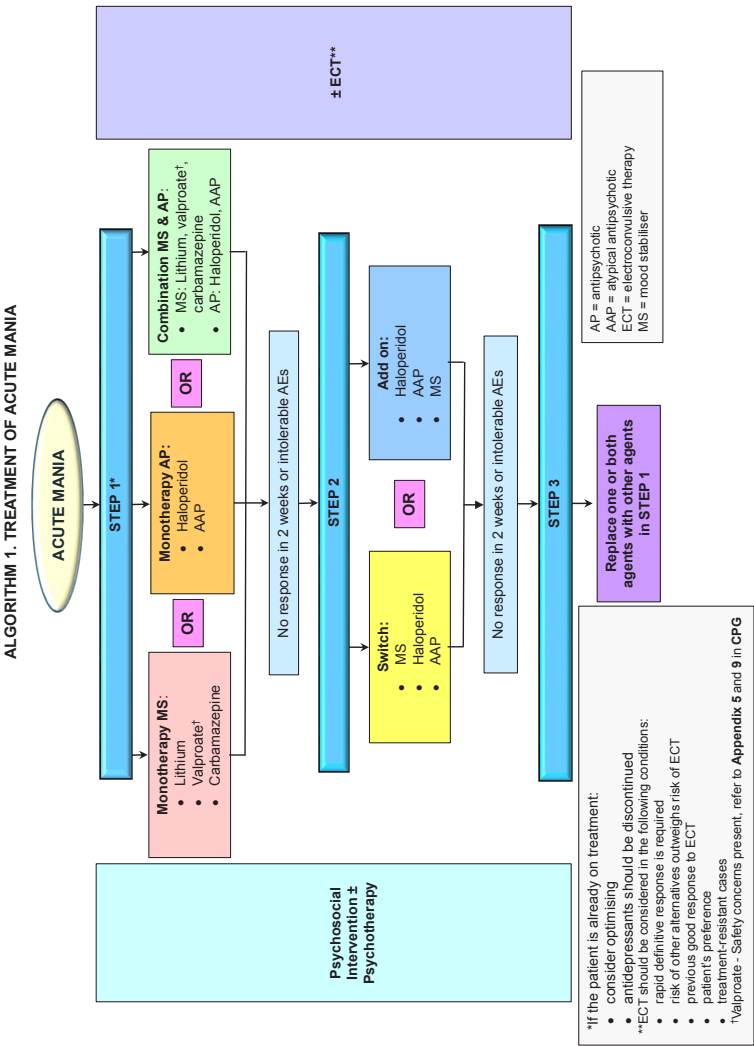 ALGORITHM 1. TREATMENT OF ACUTE MANIA
ACUTE MANIA
STEP 1*
Monotherapy MS:
• Lithium
• Valproate†
• Carbamazepine
OR
Monotherapy AP:
• Haloperidol
• AAP
OR
Combination MS & AP:
• MS: Lithium, valproate†,
carbamazepine
• AP: Haloperidol, AAP
No response in 2 weeks or intolerable AEs
STEP 2
Switch:
• MS
• Haloperidol
• AAP
OR
Add on:
• Haloperidol
• AAP
• MS
No response in 2 weeks or intolerable AEs
STEP 3
Replace one or both
agents with other agents
in STEP 1
Psychosocial
Intervention ±
Psychotherapy
± ECT**
*If the patient is already on treatment:
• consider optimising
• antidepressants should be discontinued
**ECT should be considered in the following conditions:
• rapid definitive response is required
• risk of other alternatives outweighs risk of ECT
• previous good response to ECT
• patient's preference
• treatment-resistant cases
†Valproate - Safety concerns present, refer to Appendix 5 and 9 in CPG
AP = antipsychotic
AAP = atypical antipsychotic
ECT = electroconvulsive therapy
MS = mood stabiliser